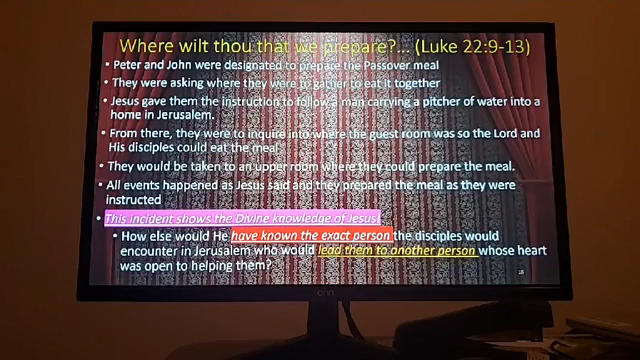 Where wilt thou that we prepare?... (Luke 22:9-13)
• Peter and John were designated to prepare the Passover meal
• They were asking where they were to gather to eat it together
• Jesus gave them the instruction to follow a man carrying a pitcher of water into a
home in Jerusalem.
• From there, they were to inquire into where the guest room was so the Lord and
His disciples could eat the meal
• They would be taken to an upper room where they could prepare the meal.
• All events happened as Jesus said and they prepared the meal as they were
instructed
• This incident shows the Divine knowledge of Jesus!
• How else would He have known the exact person the disciples would
encounter in Jerusalem who would lead them to another person whose heart
was open to helping them?
18
onn